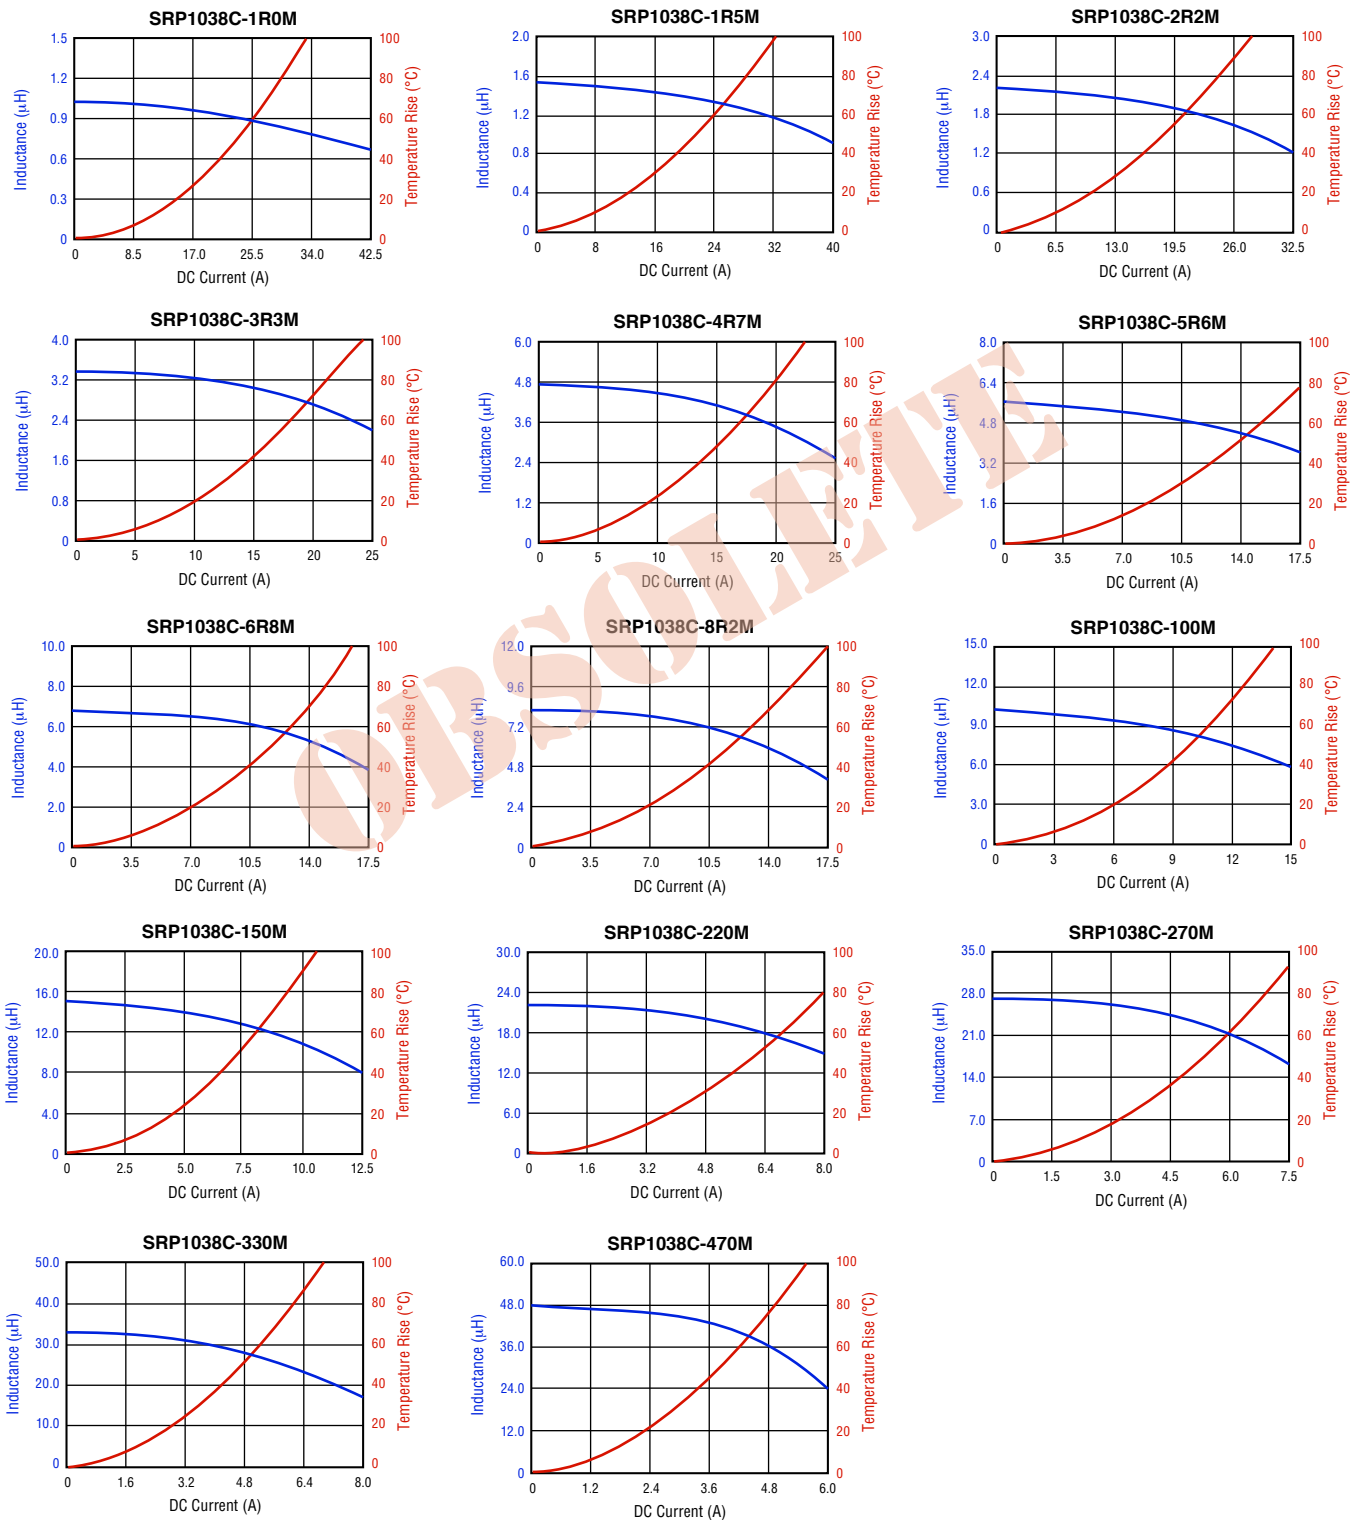 SRP1038C-1R0M
1.5
1.2
0.9
0.6
0.3
0
100
80
60
40
20
0
0 8.5 17.0 25.5 34.0 42.5
Inductance (µH)
Temperature Rise (°C)
DC Current (A)
SRP1038C-1R5M
2.0
1.6
1.2
0.8
0.4
0
100
80
60
40
20
0
0 8 16 24 32 40
Inductance (µH)
Temperature Rise (°C)
DC Current (A)
SRP1038C-2R2M
3.0
2.4
1.8
1.2
0.6
0
100
80
60
40
20
0
0 6.5 13.0 19.5 26.0 32.5
Inductance (µH)
Temperature Rise (°C)
DC Current (A)
SRP1038C-3R3M
4.0
3.2
2.4
1.6
0.8
0
100
80
60
40
20
0
0 5 10 15 20 25
Inductance (µH)
Temperature Rise (°C)
DC Current (A)
SRP1038C-4R7M
6.0
4.8
3.6
2.4
1.2
0
100
80
60
40
20
0
0 5 10 15 20 25
Inductance (µH)
Temperature Rise (°C)
DC Current (A)
SRP1038C-5R6M
8.0
6.4
4.8
3.2
1.6
0
100
80
60
40
20
0
0 3.5 7.0 10.5 14.0 17.5
Inductance (µH)
Temperature Rise (°C)
DC Current (A)
OBSOLETE
SRP1038C-6R8M
10.0
8.0
6.0
4.0
2.0
0
100
80
60
40
20
0
0 3.5 7.0 10.5 14.0 17.5
Inductance (µH)
Temperature Rise (°C)
DC Current (A)
SRP1038C-8R2M
12.0
9.6
7.2
4.8
2.4
0
100
80
60
40
20
0
0 3.5 7.0 10.5 14.0 17.5
Inductance (µH)
Temperature Rise (°C)
DC Current (A)
SRP1038C-100M
15.0
12.0
9.0
6.0
3.0
0
100
80
60
40
20
0
0 3 6 9 12 15
Inductance (µH)
Temperature Rise (°C)
DC Current (A)
SRP1038C-150M
20.0
16.0
12.0
8.0
4.0
0
100
80
60
40
20
0
0 2.5 5.0 7.5 10.0 12.5
Inductance (µH)
Temperature Rise (°C)
DC Current (A)
SRP1038C-220M
30.0
24.0
18.0
12.0
6.0
0
100
80
60
40
20
0
0 1.6 3.2 4.8 6.4 8.0
Inductance (µH)
Temperature Rise (°C)
DC Current (A)
SRP1038C-270M
35.0
28.0
21.0
14.0
7.0
0
100
80
60
40
20
0
0 1.5 3.0 4.5 6.0 7.5
Inductance (µH)
Temperature Rise (°C)
DC Current (A)
SRP1038C-330M
50.0
40.0
30.0
20.0
10.0
0
100
80
60
40
20
0
0 1.6 3.2 4.8 6.4 8.0
Inductance (µH)
Temperature Rise (°C)
DC Current (A)
SRP1038C-470M
60.0
48.0
36.0
24.0
12.0
0
100
80
60
40
20
0
0 1.2 2.4 3.6 4.8 6.0
Inductance (µH)
Temperature Rise (°C)
DC Current (A)